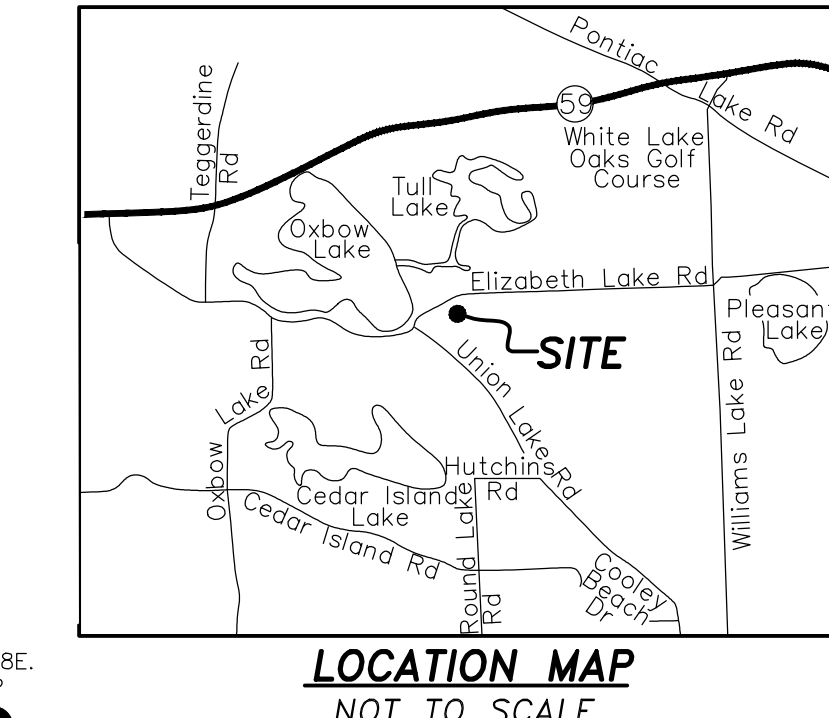 Pontiac
Lake Rd
Teggerdine
Rd
59
White Lake
Oaks Golf
Course
Tull
Lake
Oxbow
Lake
Elizabeth Lake Rd
Pleasant
Lake
SITE
Union Lake Rd
Williams Lake Rd
Oxbow
Lake Rd
Hutchins
Rd
Cedar Island
Lake
Cedar Island Rd
Round Lake
Rd
Cooley
Beach
Dr
8E.
LOCATION MAP
NOT TO SCALE